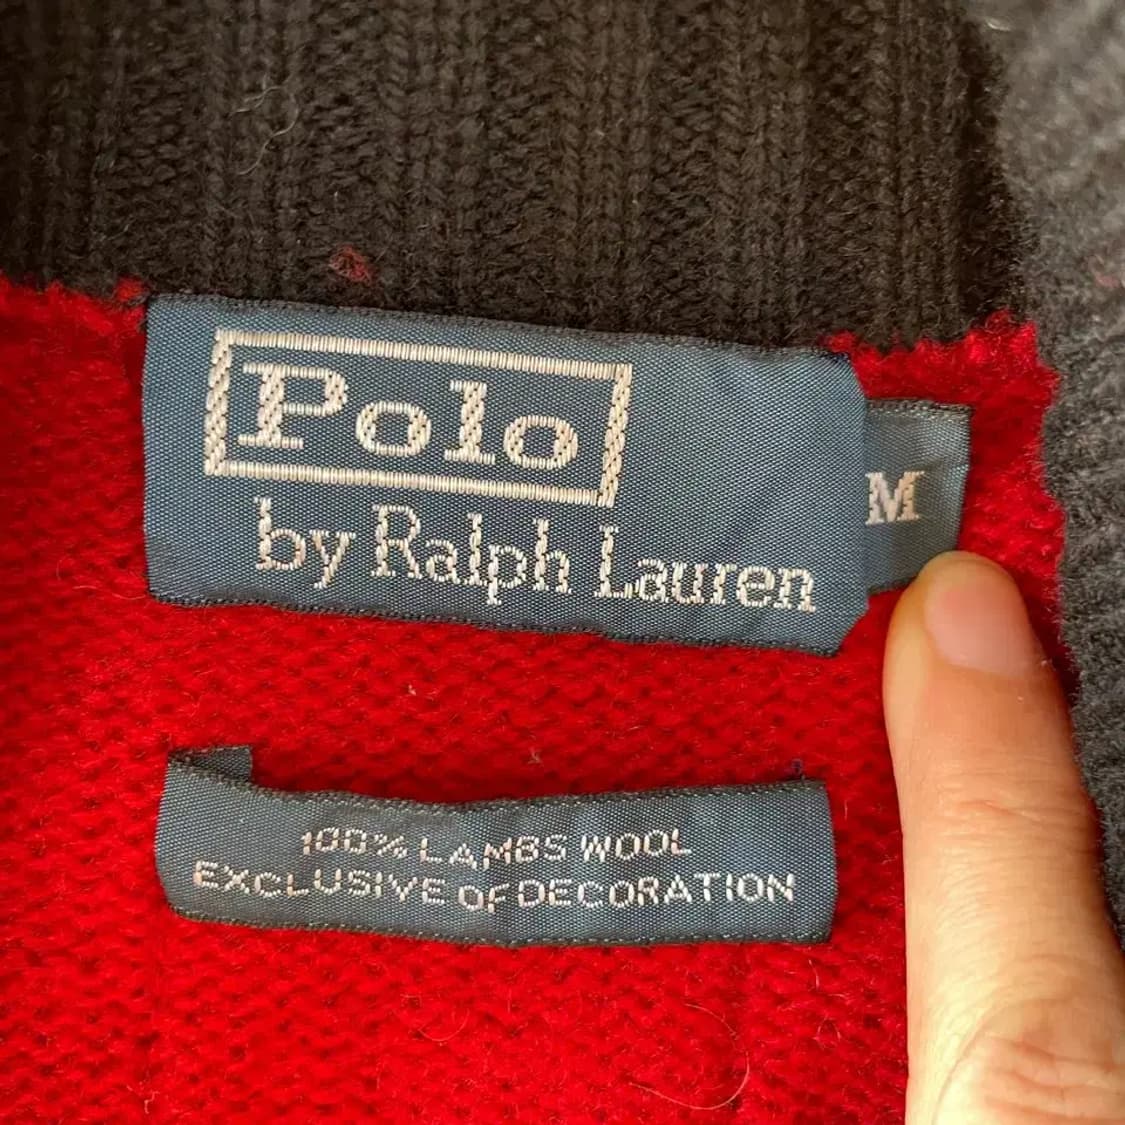 Polo
by Ralph Lauren
M
100% LAMBS WOOL
EXCLUSIVE OF DECORATION